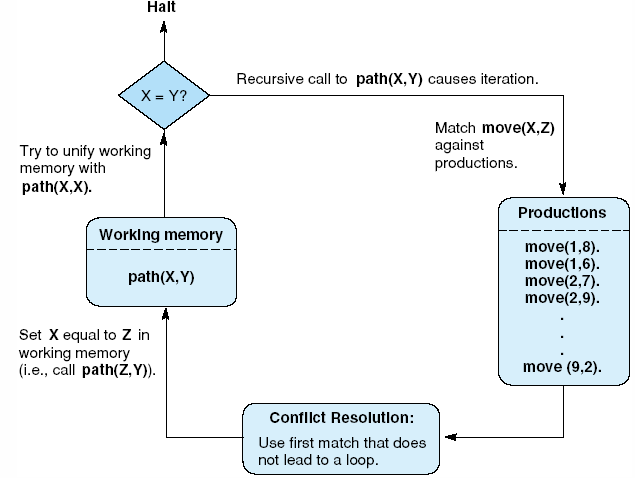 Halt
X = Y?
Recursive call to path(X,Y) causes iteration.
Match move(X,Z)
against
productions.
Try to unify working
memory with
path(X,X).
Productions
move(1,8).
move(1,6).
move(2,7).
move(2,9).
.
.
.
move (9,2).
Working memory
path(X,Y)
Set X equal to Z in
working memory
(i.e., call path(Z,Y)).
Conflict Resolution:
Use first match that does
not lead to a loop.